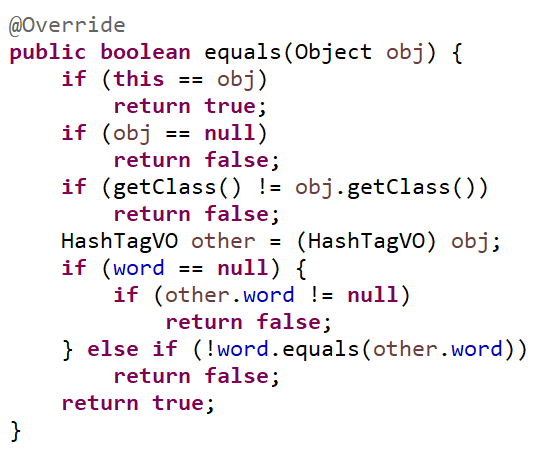 @Override
public boolean equals(Object obj) {
    if (this == obj)
        return true;
    if (obj == null)
        return false;
    if (getClass() != obj.getClass())
        return false;
    HashTagVO other = (HashTagVO) obj;
    if (word == null) {
        if (other.word != null)
            return false;
    } else if (!word.equals(other.word))
        return false;
    return true;
}